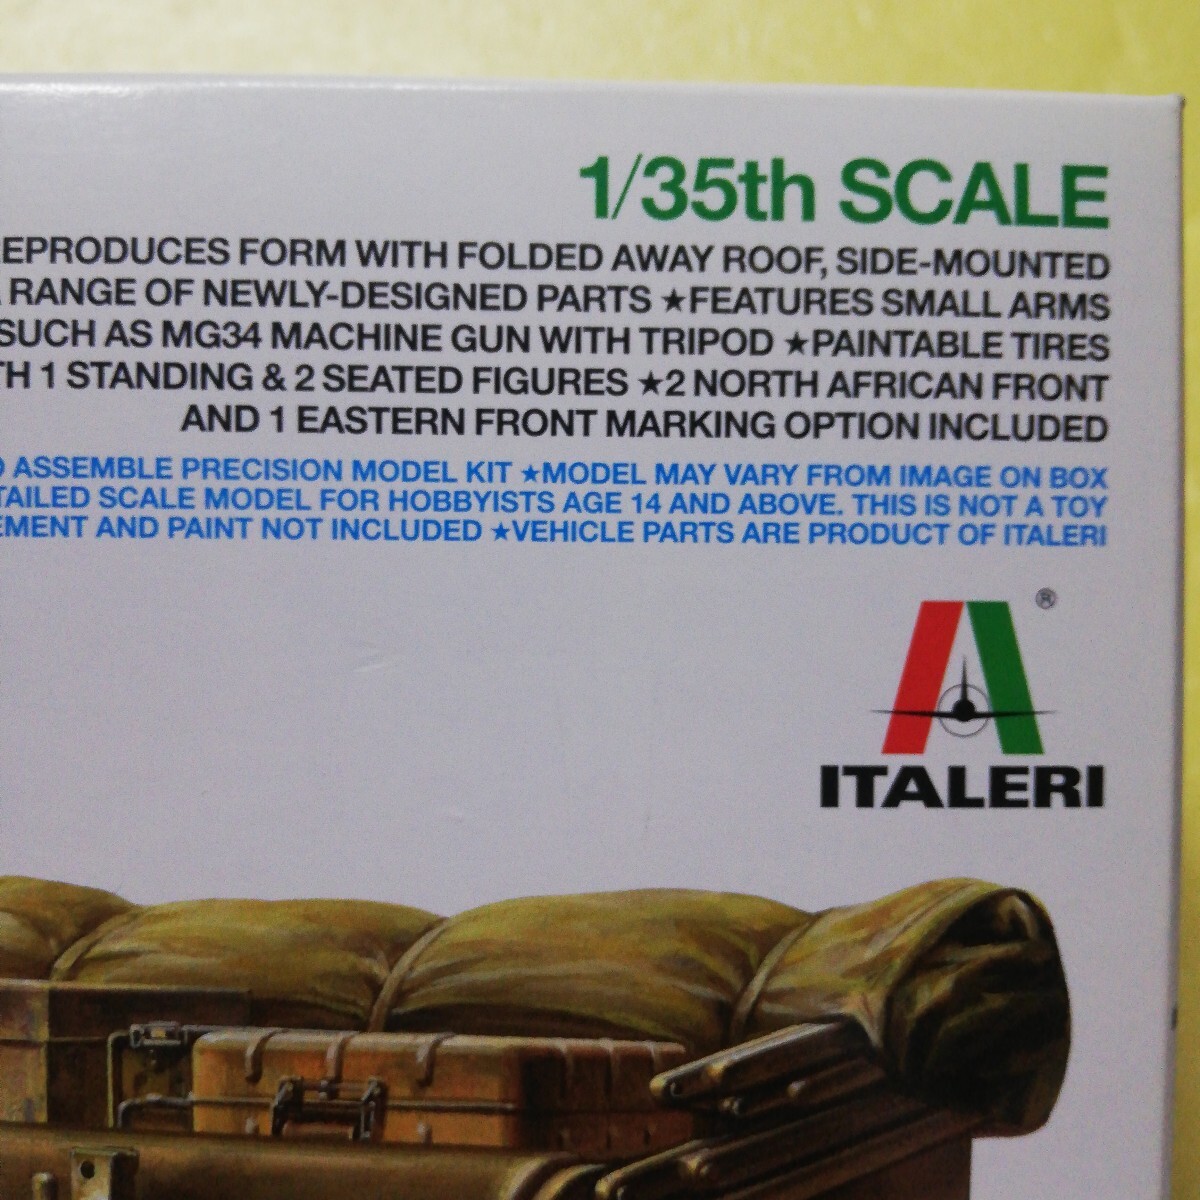 1/35th SCALE
REPRODUCES FORM WITH FOLDED AWAY ROOF, SIDE-MOUNTED
RANGE OF NEWLY-DESIGNED PARTS ★FEATURES SMALL ARMS
SUCH AS MG34 MACHINE GUN WITH TRIPOD ★PAINTABLE TIRES
TH 1 STANDING & 2 SEATED FIGURES ★2 NORTH AFRICAN FRONT
AND 1 EASTERN FRONT MARKING OPTION INCLUDED
ASSEMBLE PRECISION MODEL KIT ★MODEL MAY VARY FROM IMAGE ON BOX
TAILED SCALE MODEL FOR HOBBYISTS AGE 14 AND ABOVE. THIS IS NOT A TOY
EMENT AND PAINT NOT INCLUDED ★VEHICLE PARTS ARE PRODUCT OF ITALERI
®
ITALERI